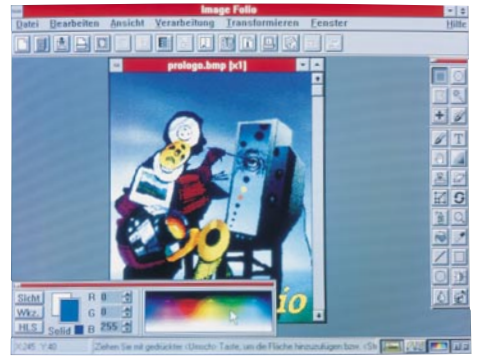 Image Folio
Datei Bearbeiten Ansicht Verarbeitung Transformieren Fenster Hilfe
prologo.bmp [x1]
T
io
Sicht R 0
Wkz. G 0
HLS Solid B 255
X:245 Y:40 Ziehen Sie mit gedrückter <Umsch> Taste, um die Fläche hinzuzufügen bzw. <St